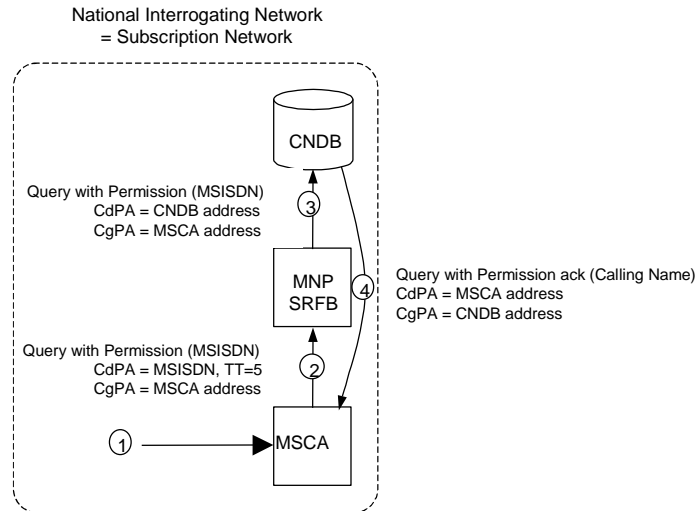 National Interrogating Network
= Subscription Network
CNDB
Query with Permission (MSISDN)
CdPA = CNDB address
CgPA = MSCA address
3
MNP
SRFB
4
Query with Permission ack (Calling Name)
CdPA = MSCA address
CgPA = CNDB address
Query with Permission (MSISDN)
CdPA = MSISDN, TT=5
CgPA = MSCA address
2
1
MSCA